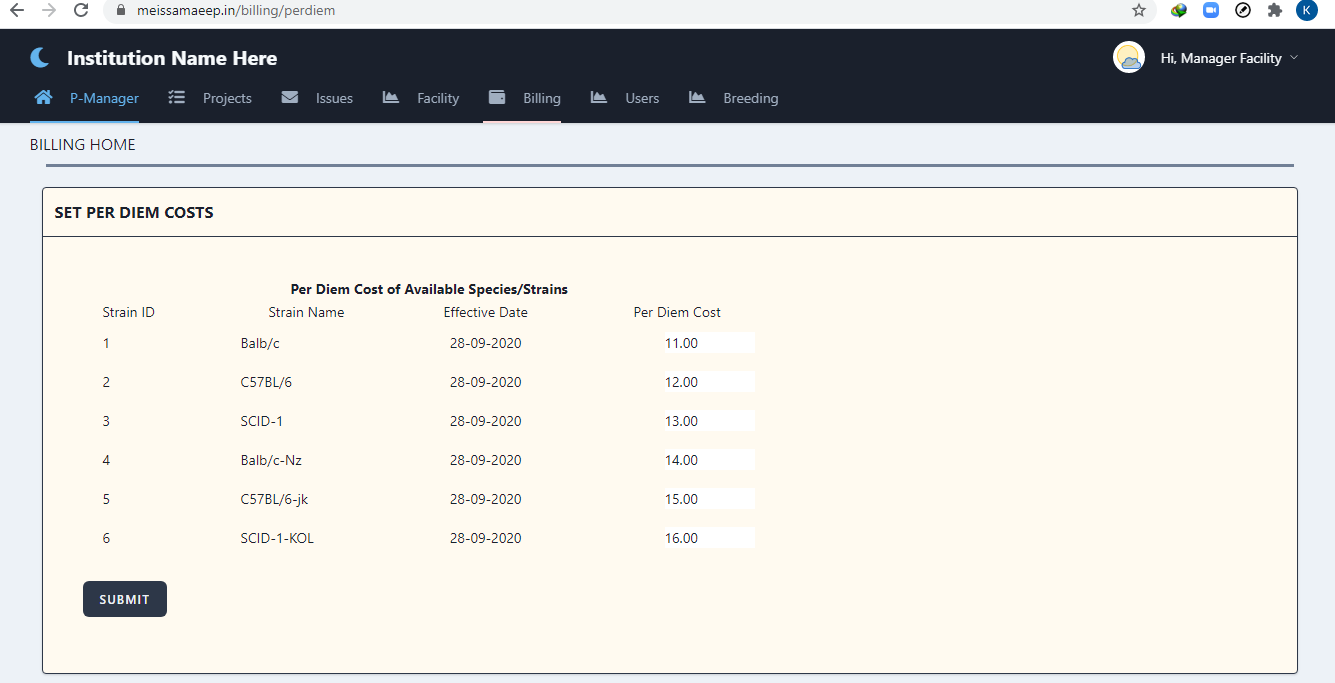 meissamaeep.in/billing/perdiem
K
Institution Name Here
Hi, Manager Facility
P-Manager Projects Issues Facility Billing Users Breeding
BILLING HOME
SET PER DIEM COSTS
Per Diem Cost of Available Species/Strains
Strain ID Strain Name Effective Date Per Diem Cost
1 Balb/c 28-09-2020 11.00
2 C57BL/6 28-09-2020 12.00
3 SCID-1 28-09-2020 13.00
4 Balb/c-Nz 28-09-2020 14.00
5 C57BL/6-jk 28-09-2020 15.00
6 SCID-1-KOL 28-09-2020 16.00
SUBMIT